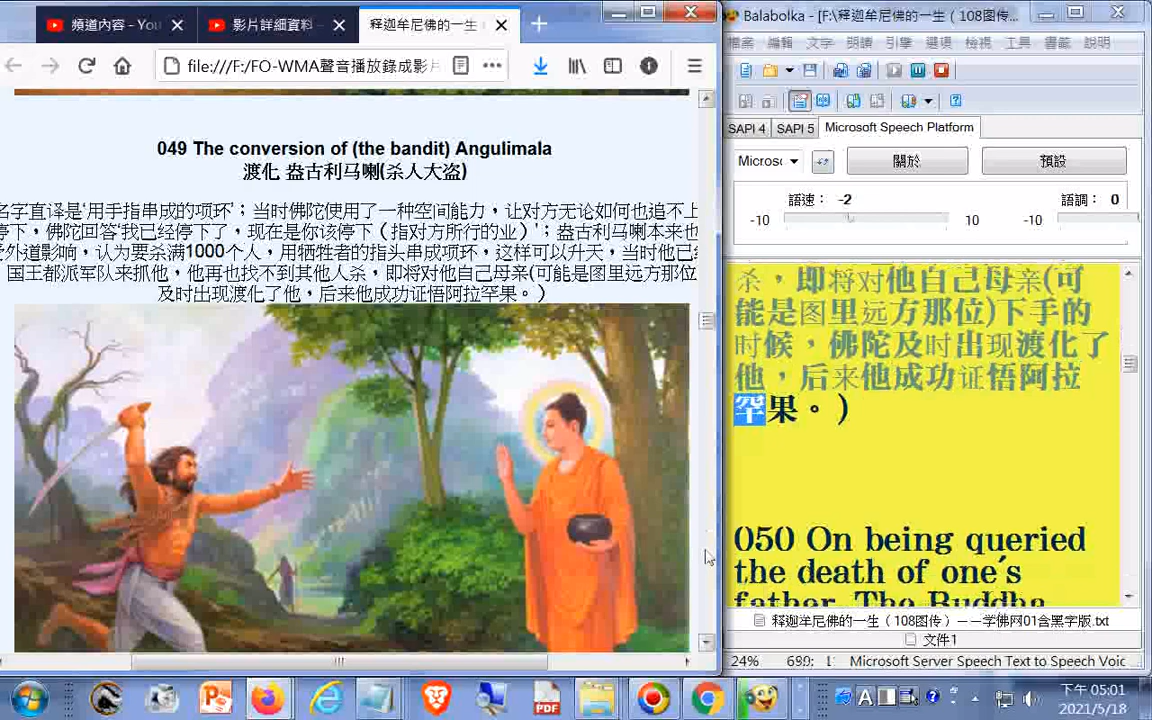 頻道內容 - You
影片詳細資料 -
释迦牟尼佛的一生
file:///F:/FO-WMA聲音播放錄成影片
049 The conversion of (the bandit) Angulimala
渡化 盎古利马喇(杀人大盗)
名字直译是‘用手指串成的项环’；当时佛陀使用了一种空间能力，让对方无论如何也追不上
停下，佛陀回答‘我已经停下了，现在是你该停下（指对方所行的业）’；盎古利马喇本来也
受外道影响，认为要杀满1000个人，用牺牲者的指头串成项环，这样可以升天，当时他已经
国王都派军队来抓他，他再也找不到其他人杀，即将对他自己母亲(可能是图里远方那位
及时出现渡化了他，后来他成功证悟阿拉罕果。)
Balabolka - [F:\释迦牟尼佛的一生（108图传...
檔案 編輯 文字 朗讀 引擎 選項 檢視 工具 書籤 說明
SAPI 4 SAPI 5 Microsoft Speech Platform
Microsc 關於 預設
語速： -2 語調： 0
-10 10 -10
杀，即将对他自己母亲(可
能是图里远方那位)下手的
时候，佛陀及时出现渡化了
他，后来他成功证悟阿拉
罕果。)
050 On being queried
the death of one's
father, The Buddha
释迦牟尼佛的一生（108图传）——学佛网01含黑字版.txt
文件1
24% Microsoft Server Speech Text to Speech Voic
下午 05:01
2021/5/18